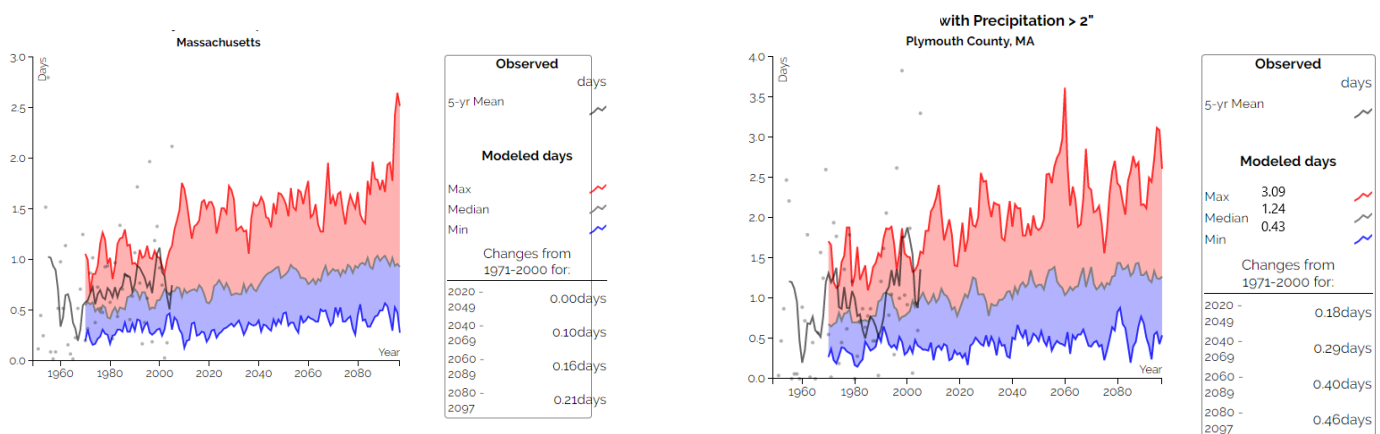 Massachusetts
3.0
2.5
2.0
1.5
1.0
0.5
0.0
Days
1960
1980
2000
2020
2040
2060
2080
Year
Observed
days
5-yr Mean
Modeled days
Max
Median
Min
Changes from
1971-2000 for:
2020 -
2049
0.00days
2040 -
2069
0.10days
2060 -
2089
0.16days
2080 -
2097
0.21days
with Precipitation > 2"
Plymouth County, MA
4.0
3.5
3.0
2.5
2.0
1.5
1.0
0.5
0.0
Days
1960
1980
2000
2020
2040
2060
2080
Year
Observed
days
5-yr Mean
Modeled days
Max 3.09
Median 1.24
Min 0.43
Changes from
1971-2000 for:
2020 -
2049
0.18days
2040 -
2069
0.29days
2060 -
2089
0.40days
2080 -
2097
0.46days